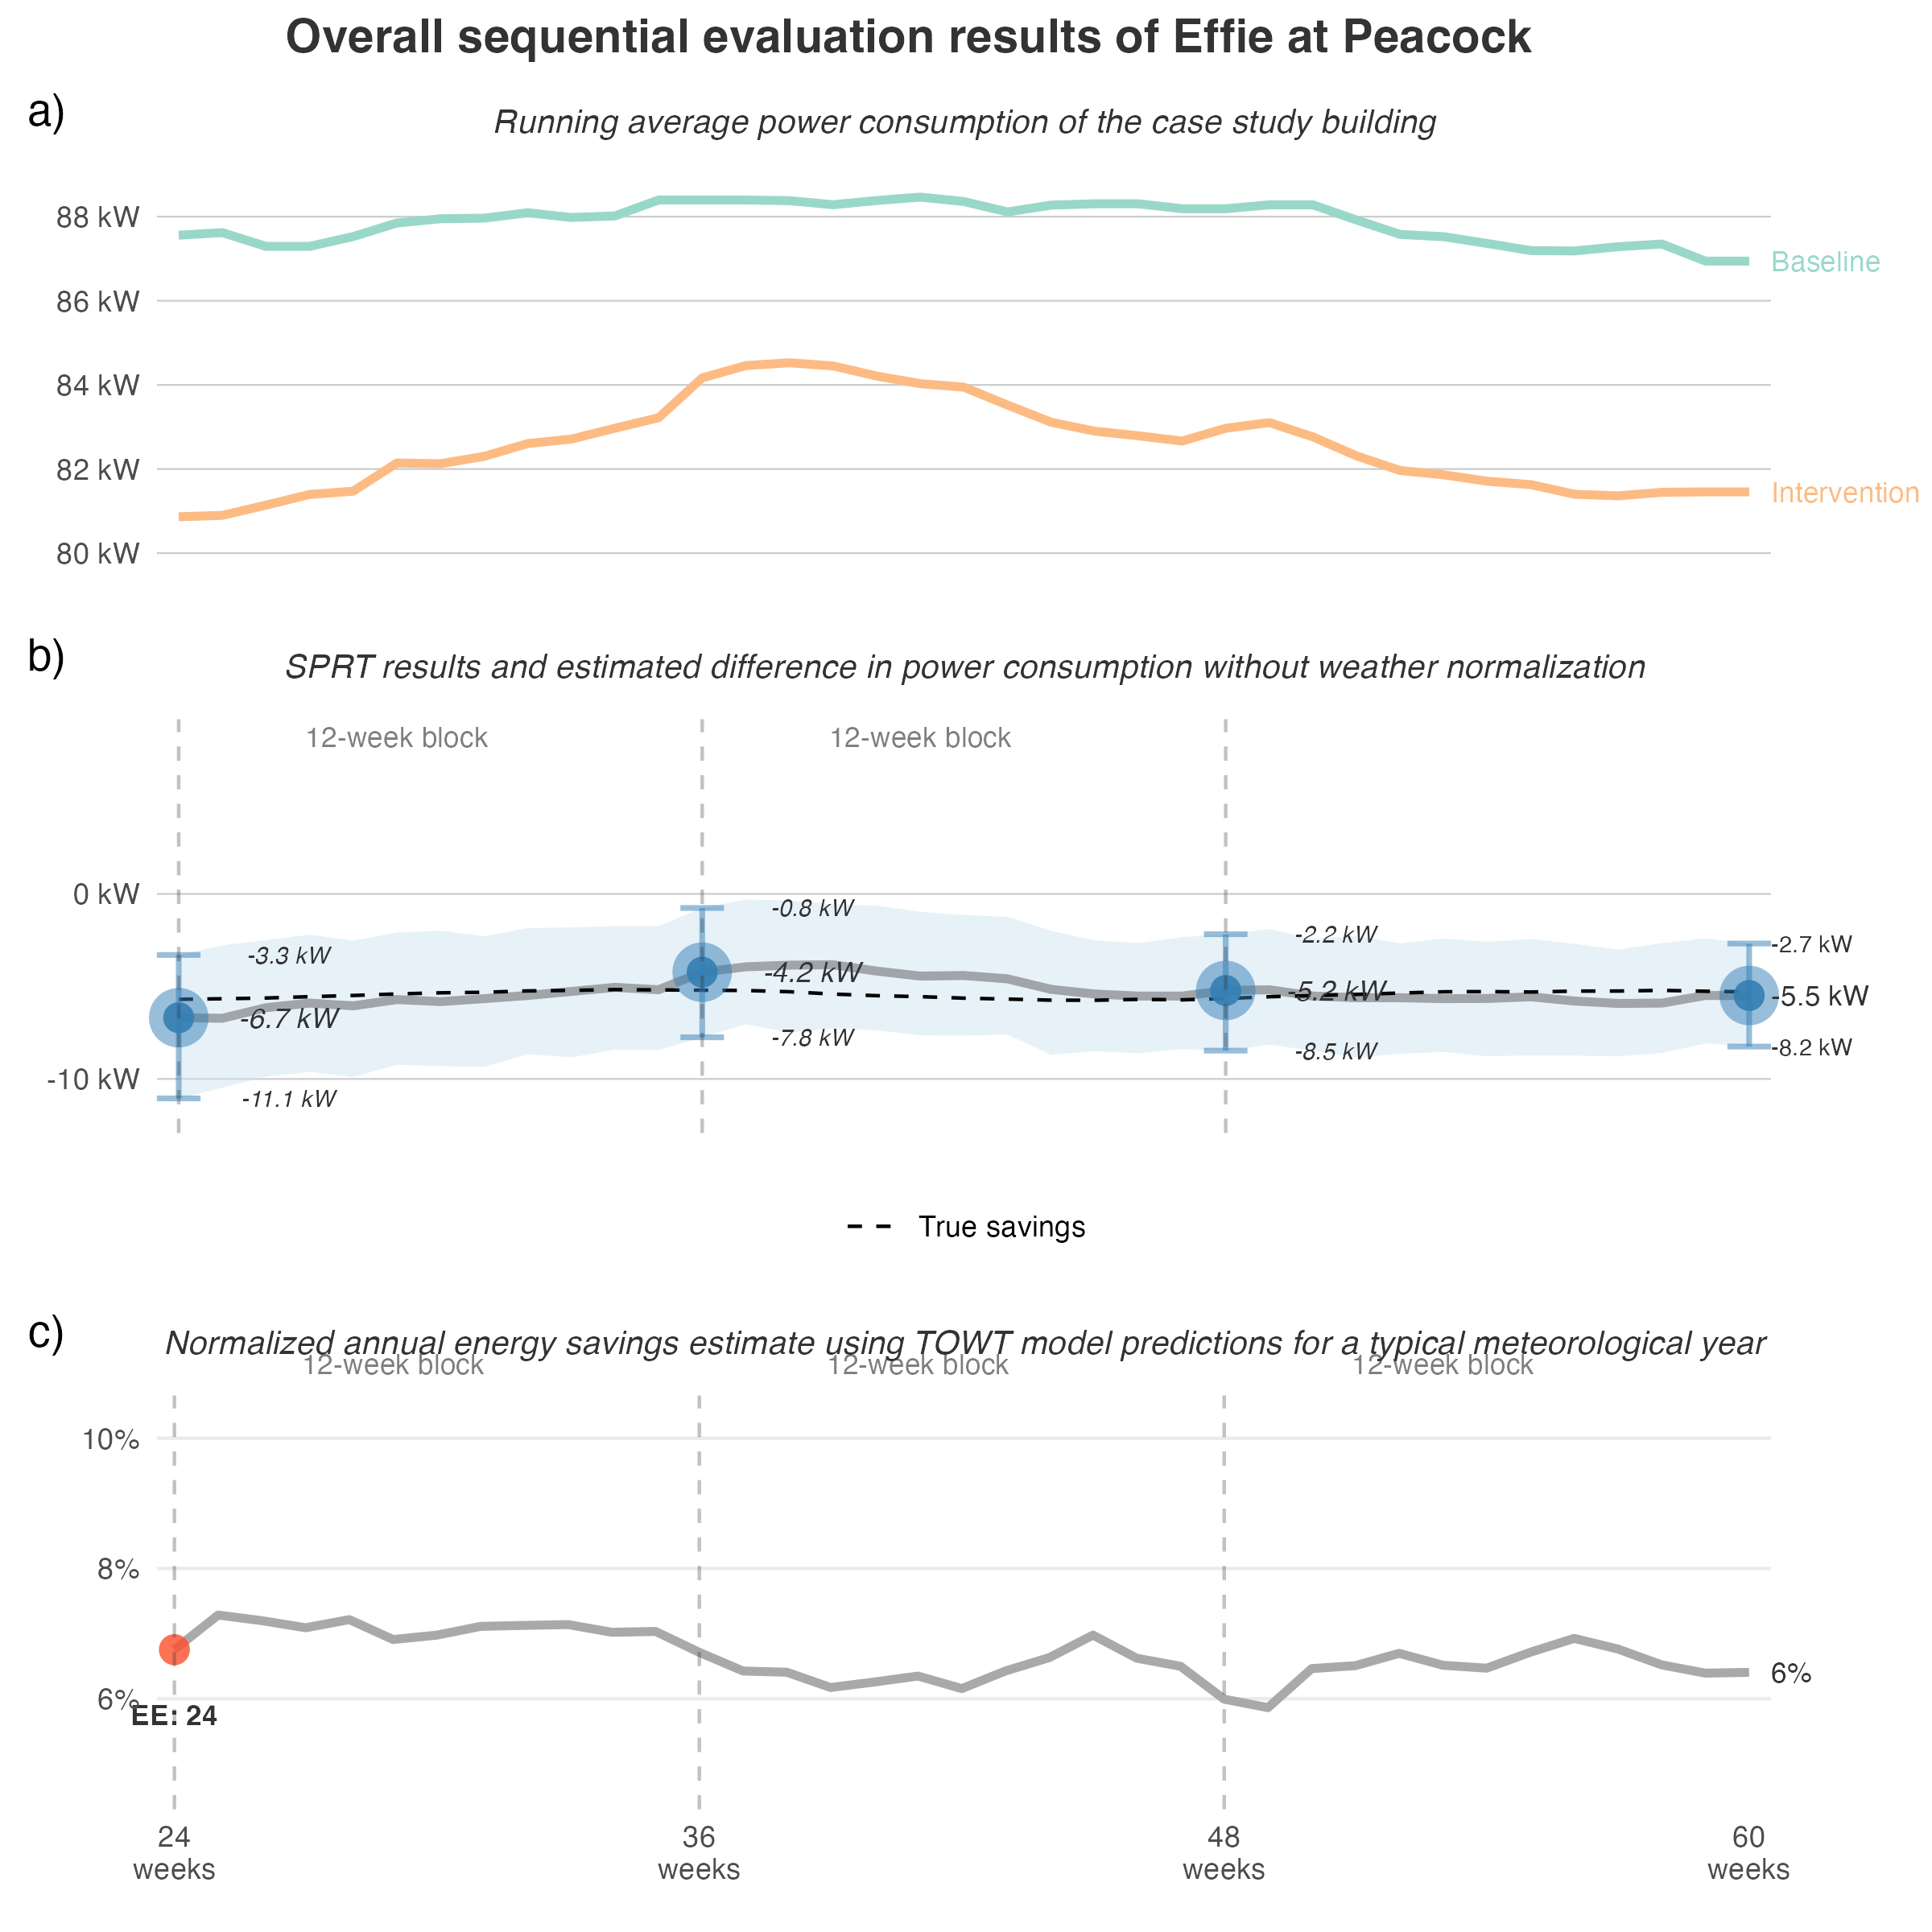 Overall sequential evaluation results of Effie at Peacock
a)
Running average power consumption of the case study building
88 kW
86 kW
84 kW
82 kW
80 kW
Baseline
Intervention
b)
SPRT results and estimated difference in power consumption without weather normalization
12-week block
12-week block
0 kW
-10 kW
-3.3 kW
-6.7 kW
-11.1 kW
-0.8 kW
-4.2 kW
-7.8 kW
-2.2 kW
-5.2 kW
-8.5 kW
-2.7 kW
-5.5 kW
-8.2 kW
True savings
c)
Normalized annual energy savings estimate using TOWT model predictions for a typical meteorological year
12-week block
12-week block
12-week block
10%
8%
6%
EE: 24
6%
24 weeks
36 weeks
48 weeks
60 weeks